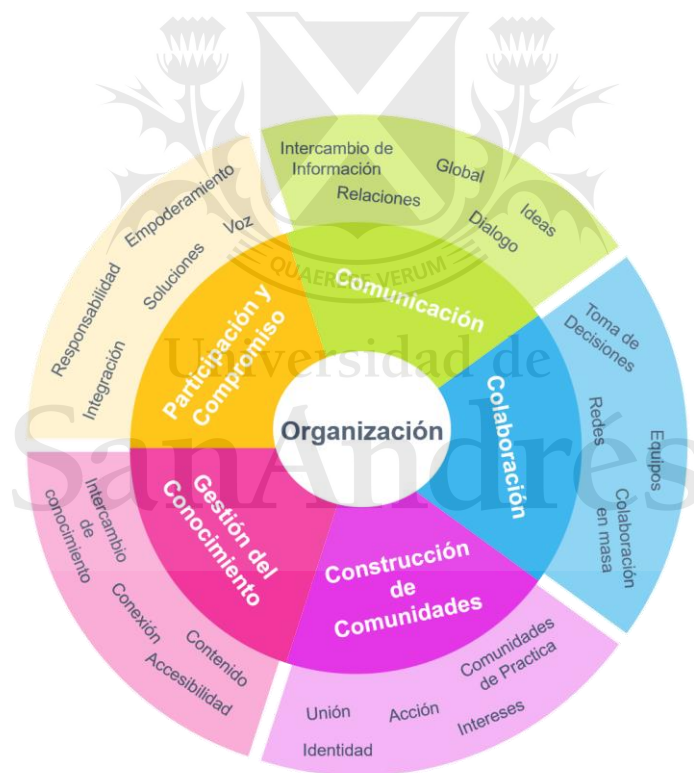 QUAERERE VERUM
Universidad de
SanAndrés
Organización
Comunicación
Intercambio de
Información
Relaciones
Global
Dialogo
Ideas
Colaboración
Toma de
Decisiones
Redes
Equipos
Colaboración
en masa
Construcción
de
Comunidades
Comunidades
de Practica
Unión
Acción
Intereses
Identidad
Gestión del
Conocimiento
Intercambio
de
conocimiento
Conexión
Contenido
Accesibilidad
Participación y
Compromiso
Empoderamiento
Voz
Soluciones
Responsabilidad
Integración